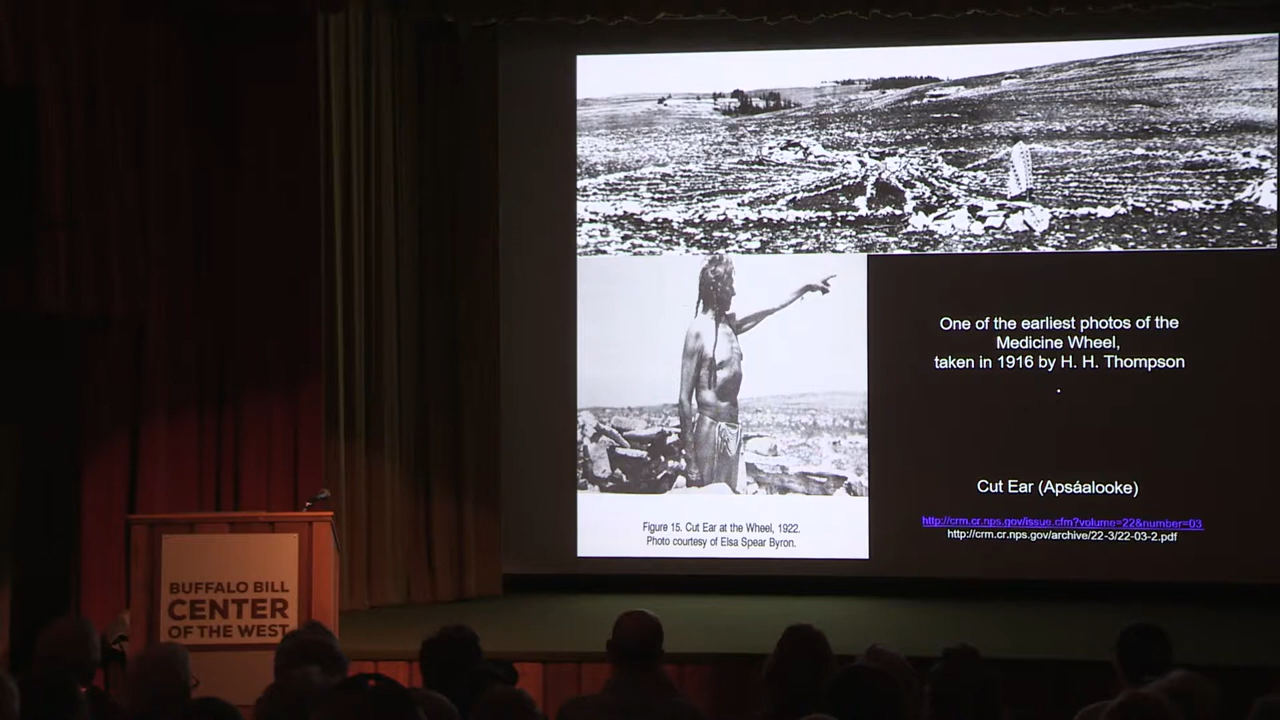 One of the earliest photos of the
Medicine Wheel,
taken in 1916 by H. H. Thompson
.
Cut Ear (Apsáalooke)
http://crm.cr.nps.gov/issue.cfm?volume=22&number=03
http://crm.cr.nps.gov/archive/22-3/22-03-2.pdf
Figure 15. Cut Ear at the Wheel, 1922.
Photo courtesy of Elsa Spear Byron.
BUFFALO BILL
CENTER
OF THE WEST